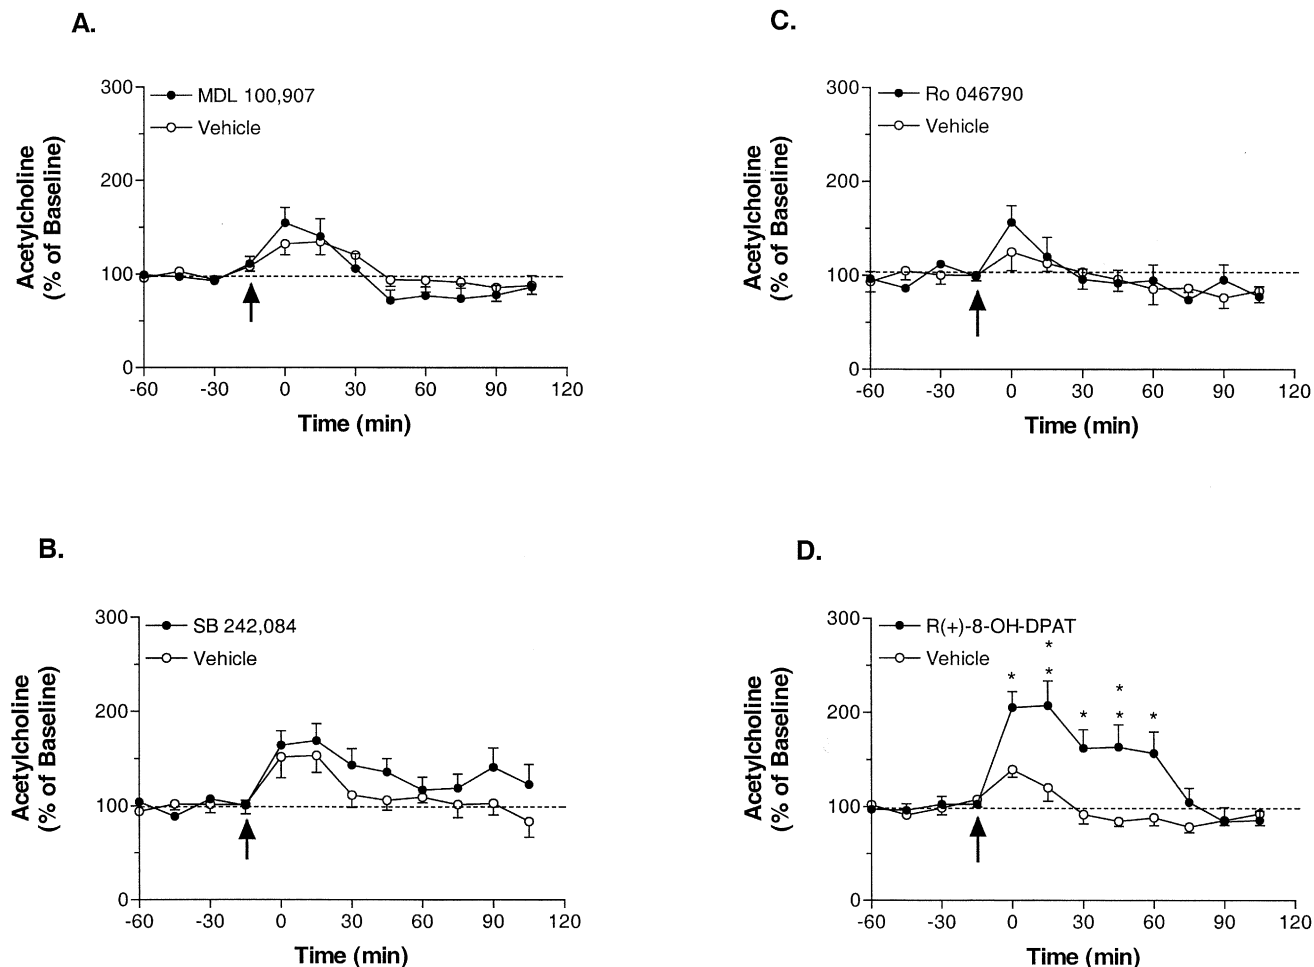 A.
300
MDL 100,907
Vehicle
200
100
0
Acetylcholine
(% of Baseline)
-60 -30 0 30 60 90 120
Time (min)
B.
300
SB 242,084
Vehicle
200
100
0
Acetylcholine
(% of Baseline)
-60 -30 0 30 60 90 120
Time (min)
C.
300
Ro 046790
Vehicle
200
100
0
Acetylcholine
(% of Baseline)
-60 -30 0 30 60 90 120
Time (min)
D.
300
R(+)-8-OH-DPAT
Vehicle
* *
* * * * *
200
100
0
Acetylcholine
(% of Baseline)
-60 -30 0 30 60 90 120
Time (min)